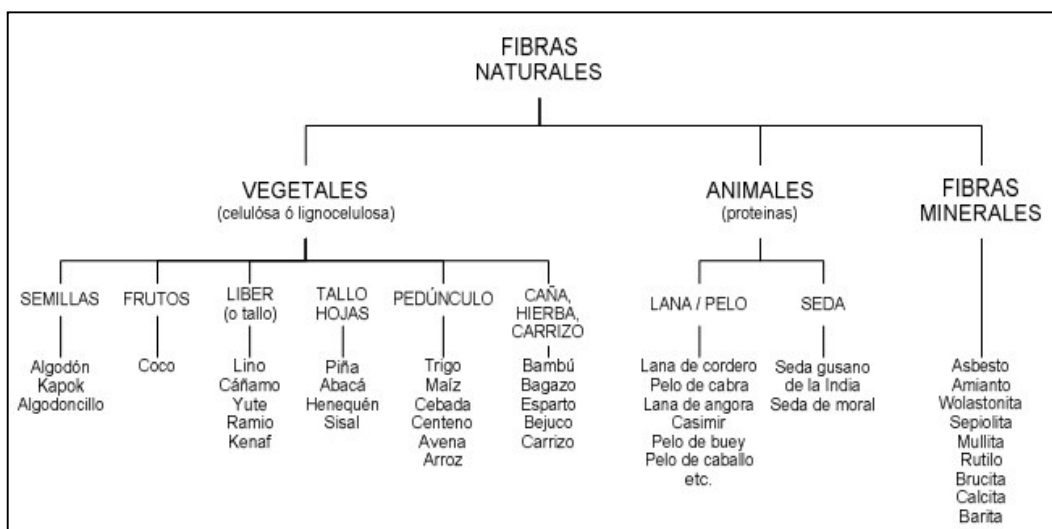 FIBRAS
NATURALES
VEGETALES
(celulósa ó lignocelulosa)
ANIMALES
(proteinas)
FIBRAS
MINERALES
SEMILLAS
Algodón
Kapok
Algodoncillo
FRUTOS
Coco
LIBER
(o tallo)
Lino
Cáñamo
Yute
Ramio
Kenaf
TALLO
HOJAS
Piña
Abacá
Henequén
Sisal
PEDÚNCULO
Trigo
Maíz
Cebada
Centeno
Avena
Arroz
CAÑA,
HIERBA,
CARRIZO
Bambú
Bagazo
Esparto
Bejuco
Carrizo
LANA / PELO
Lana de cordero
Pelo de cabra
Lana de angora
Casimir
Pelo de buey
Pelo de caballo
etc.
SEDA
Seda gusano
de la India
Seda de moral
Asbesto
Amianto
Wolastonita
Sepiolita
Mullita
Rutilo
Brucita
Calcita
Barita